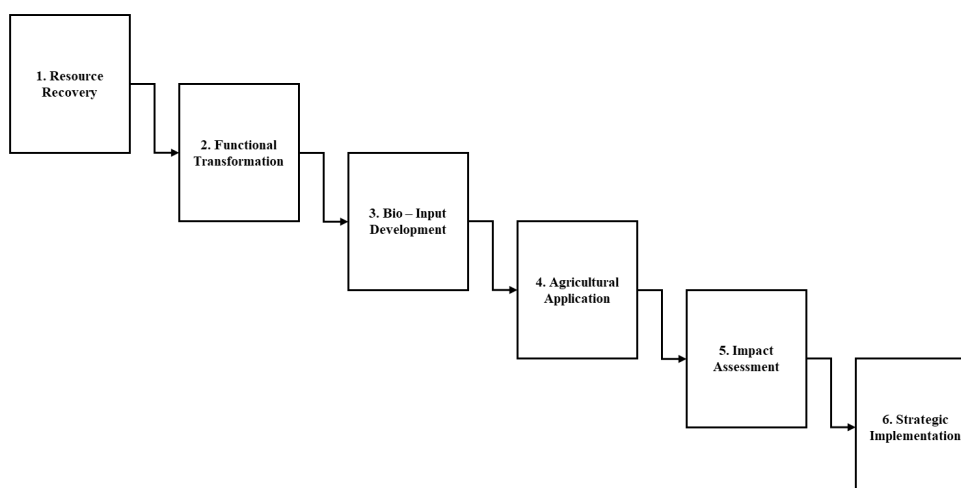 1. Resource
Recovery
2. Functional
Transformation
3. Bio – Input
Development
4. Agricultural
Application
5. Impact
Assessment
6. Strategic
Implementation